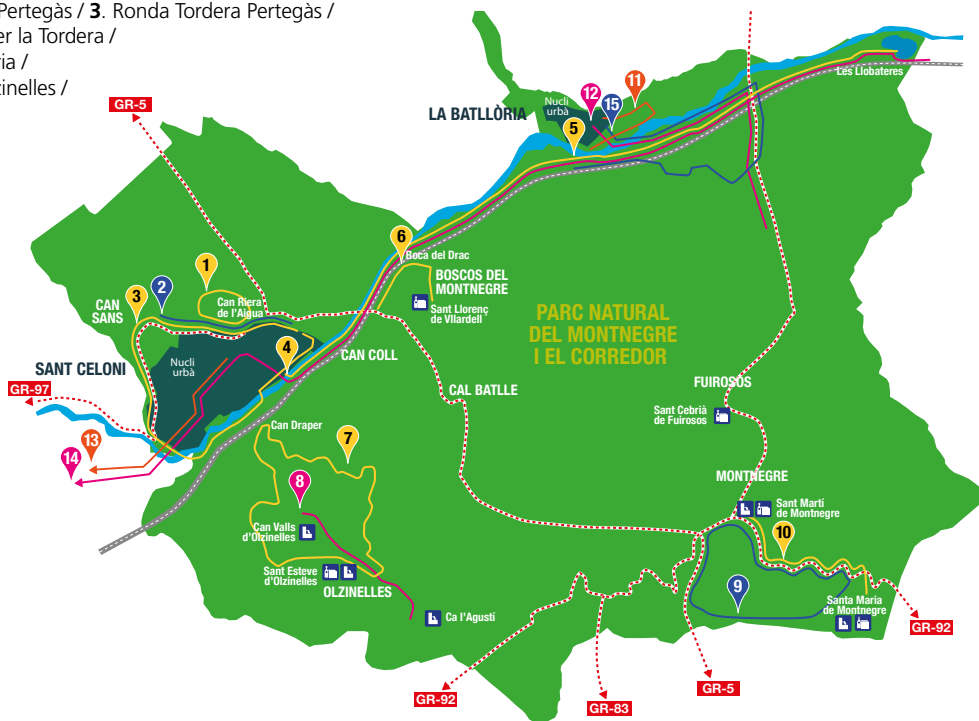 Pertegàs / 3. Ronda Tordera Pertegàs /
er la Tordera /
ria /
zinelles /
GR-5
LA BATLLÒRIA
Nucli
urbà
12
15
11
5
Les Llobateres
6
Boca del Drac
BOSCOS DEL
MONTNEGRE
Sant Llorenç
de VIlardell
1
2
3
CAN
SANS
Can Riera
de l'Aigua
PARC NATURAL
DEL MONTNEGRE
I EL CORREDOR
4
CAN COLL
Nucli
urbà
SANT CELONI
GR-97
CAL BATLLE
FUIROSOS
Sant Cebrià
de Fuirosos
13
14
Can Draper
7
8
Can Valls
d'Olzinelles
Sant Esteve
d'Olzinelles
OLZINELLES
Ca l'Agustí
MONTNEGRE
Sant Martí
de Montnegre
10
9
Santa Maria
de Montnegre
GR-92
GR-92
GR-83
GR-5